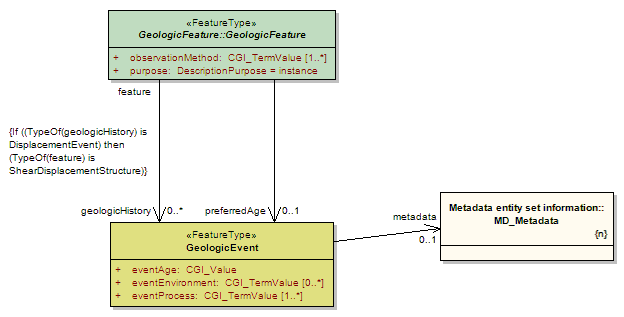 «FeatureType»
GeologicFeature::GeologicFeature
+ observationMethod: CGI_TermValue [1..*]
+ purpose: DescriptionPurpose = instance
feature
{If ((TypeOf(geologicHistory) is
DisplacementEvent) then
(TypeOf(feature) is
ShearDisplacementStructure)}
geologicHistory
0..*
preferredAge
0..1
«FeatureType»
GeologicEvent
+ eventAge: CGI_Value
+ eventEnvironment: CGI_TermValue [0..*]
+ eventProcess: CGI_TermValue [1..*]
metadata
0..1
Metadata entity set information::
MD_Metadata
{n}